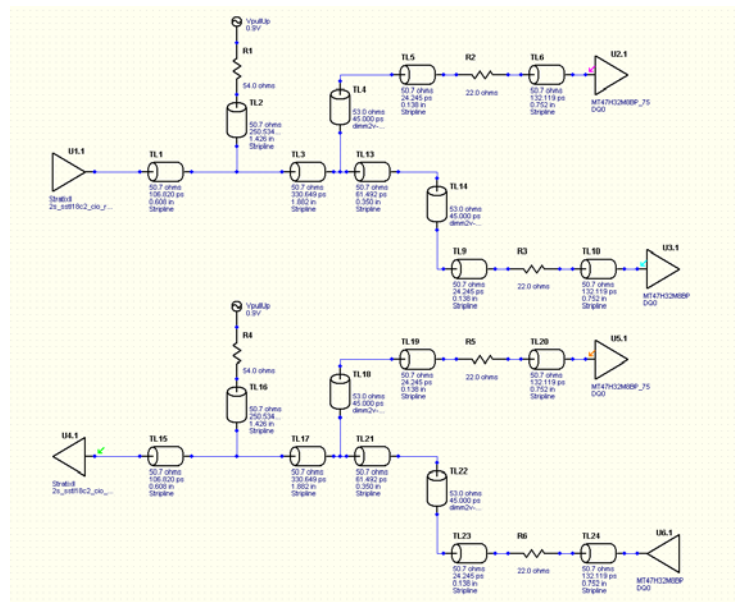 VpullUp
0.9V
R1
54.0 ohms
TL2
50.7 ohms
250.534...
1.426 in
Stripline
U1.1
StratixII
2s_sstl18c2_cio_r...
TL1
50.7 ohms
106.820 ps
0.608 in
Stripline
TL3
50.7 ohms
330.649 ps
1.882 in
Stripline
TL4
53.0 ohms
45.000 ps
dimm2v-...
TL5
50.7 ohms
24.245 ps
0.138 in
Stripline
R2
22.0 ohms
TL6
50.7 ohms
132.119 ps
0.752 in
Stripline
U2.1
MT47H32M8BP_75
DQ0
TL13
50.7 ohms
61.492 ps
0.350 in
Stripline
TL14
53.0 ohms
45.000 ps
dimm2v-...
TL9
50.7 ohms
24.245 ps
0.138 in
Stripline
R3
22.0 ohms
TL10
50.7 ohms
132.119 ps
0.752 in
Stripline
U3.1
MT47H32M8BP
DQ0
VpullUp
0.9V
R4
54.0 ohms
TL16
50.7 ohms
250.534...
1.426 in
Stripline
U4.1
StratixII
2s_sstl18c2_cio_...
TL15
50.7 ohms
106.820 ps
0.608 in
Stripline
TL17
50.7 ohms
330.649 ps
1.882 in
Stripline
TL18
53.0 ohms
45.000 ps
dimm2v-...
TL19
50.7 ohms
24.245 ps
0.138 in
Stripline
R5
22.0 ohms
TL20
50.7 ohms
132.119 ps
0.752 in
Stripline
U5.1
MT47H32M8BP_75
DQ0
TL21
50.7 ohms
61.492 ps
0.350 in
Stripline
TL22
53.0 ohms
45.000 ps
dimm2v-...
TL23
50.7 ohms
24.245 ps
0.138 in
Stripline
R6
22.0 ohms
TL24
50.7 ohms
132.119 ps
0.752 in
Stripline
U6.1
MT47H32M8BP
DQ0